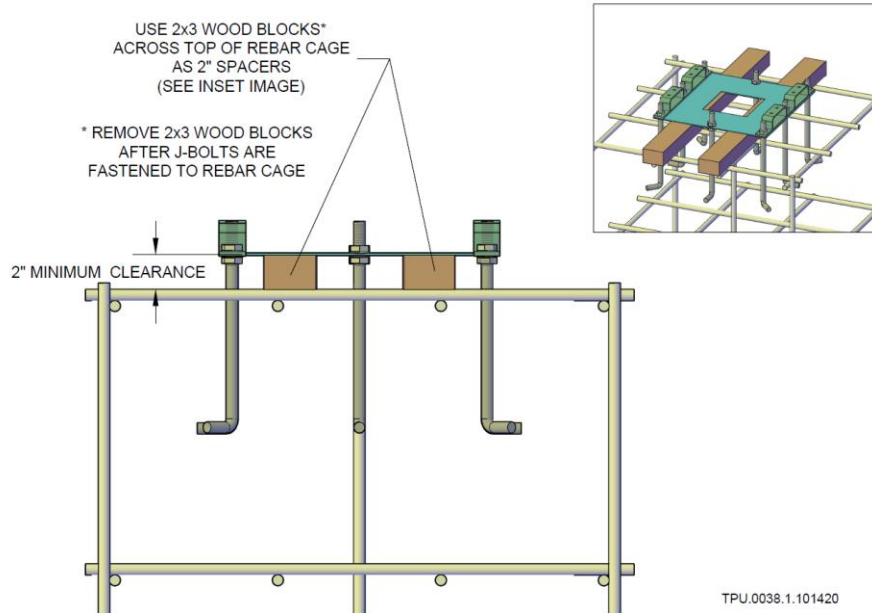 USE 2x3 WOOD BLOCKS*
ACROSS TOP OF REBAR CAGE
AS 2" SPACERS
(SEE INSET IMAGE)
* REMOVE 2x3 WOOD BLOCKS
AFTER J-BOLTS ARE
FASTENED TO REBAR CAGE
2" MINIMUM CLEARANCE
TPU.0038.1.101420